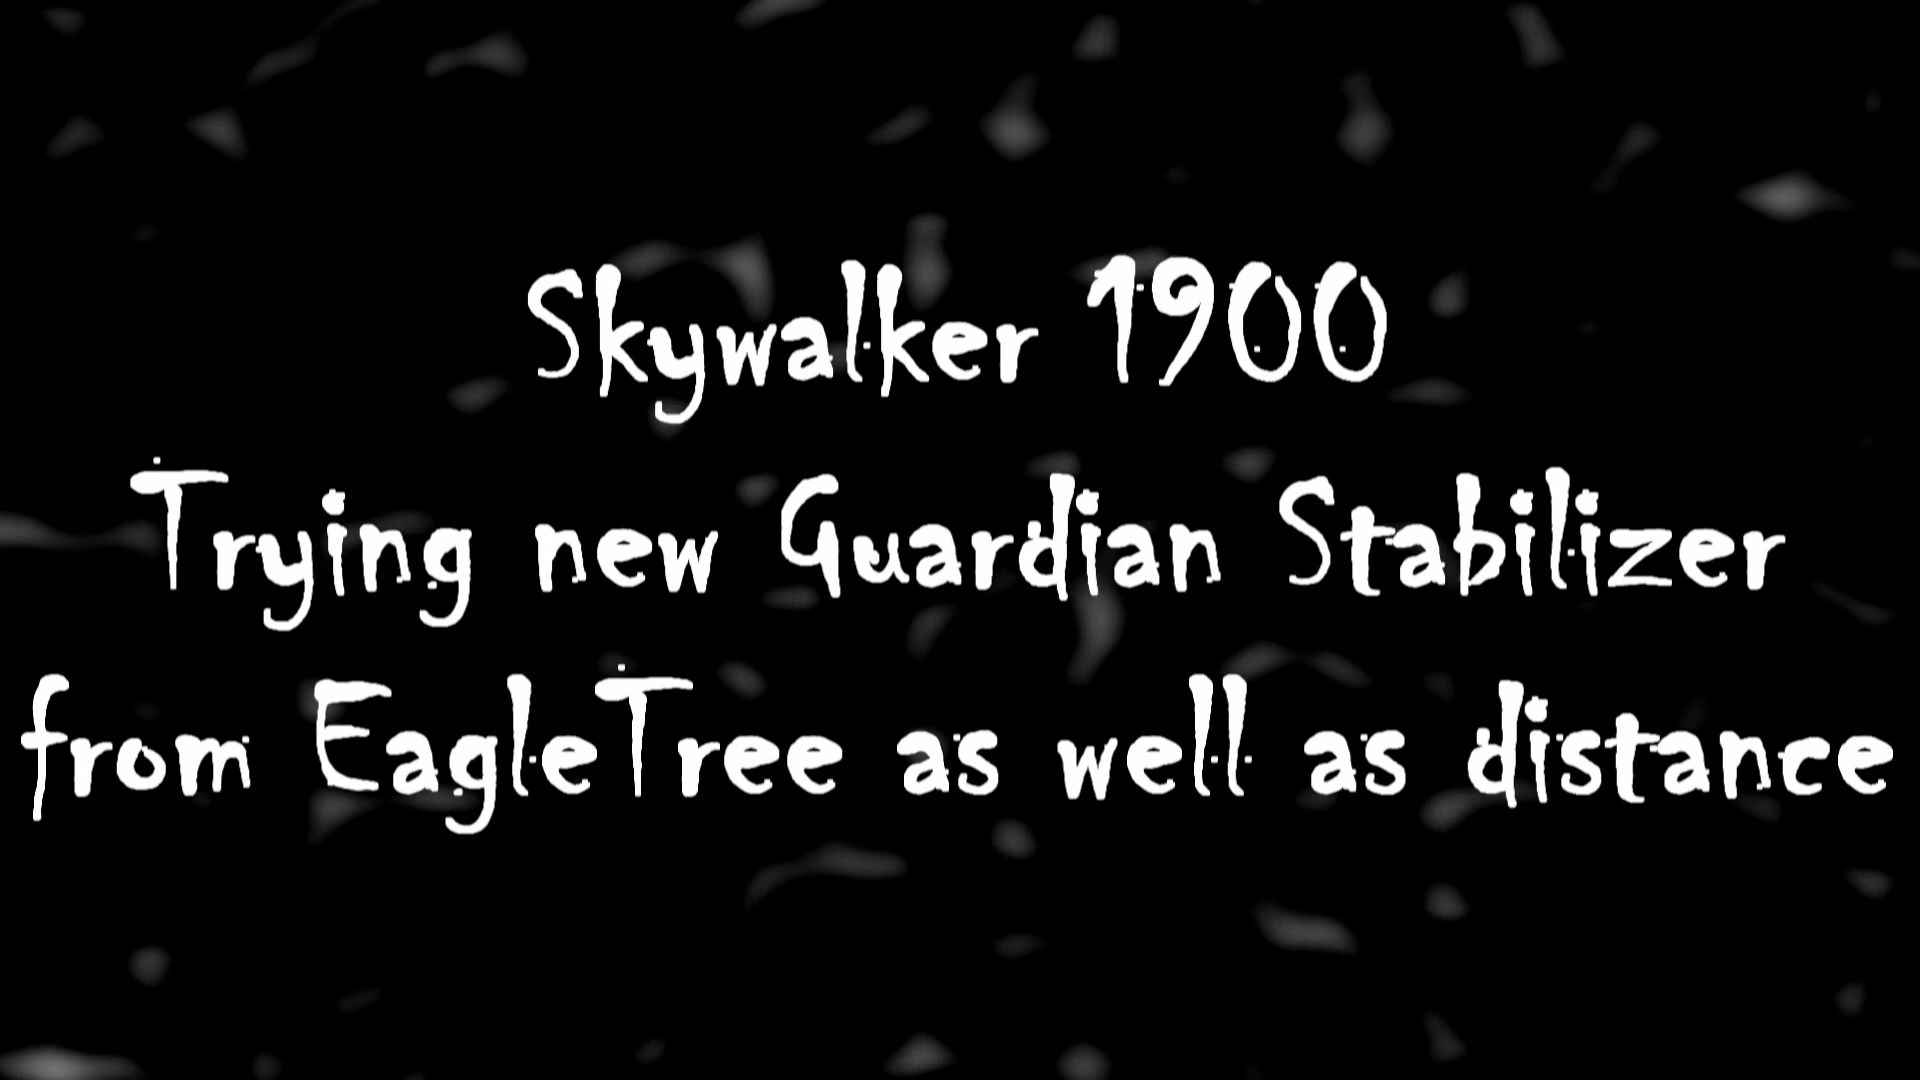 Skywalker 1900
Trying new Guardian Stabilizer
from EagleTree as well as distance